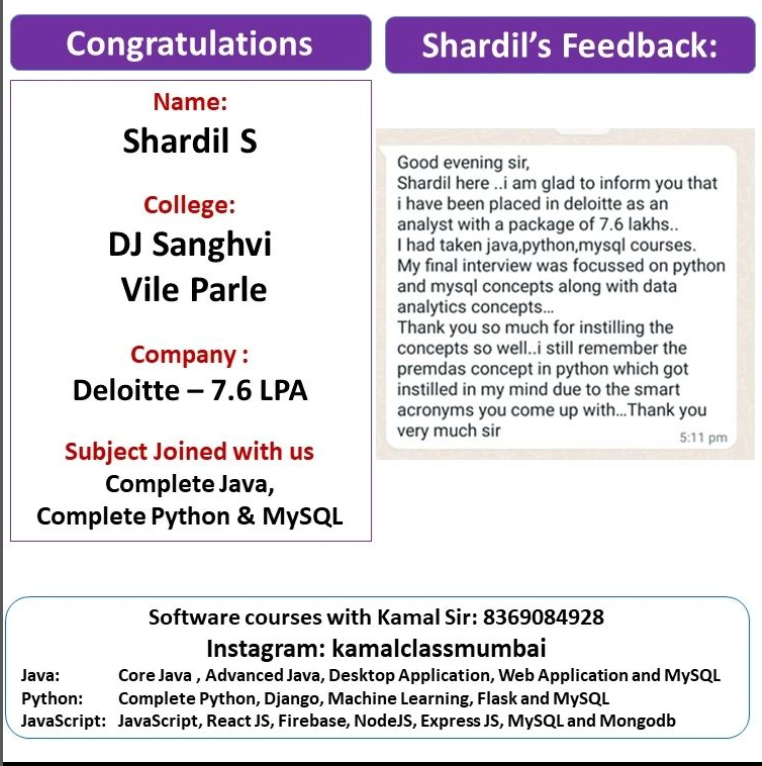 Congratulations
Name:
Shardil S
College:
DJ Sanghvi
Vile Parle
Company :
Deloitte – 7.6 LPA
Subject Joined with us
Complete Java,
Complete Python & MySQL
Shardil’s Feedback:
Good evening sir,
Shardil here ..i am glad to inform you that
i have been placed in deloitte as an
analyst with a package of 7.6 lakhs..
I had taken java,python,mysql courses.
My final interview was focussed on python
and mysql concepts along with data
analytics concepts...
Thank you so much for instilling the
concepts so well..i still remember the
premdas concept in python which got
instilled in my mind due to the smart
acronyms you come up with...Thank you
very much sir
5:11 pm
Software courses with Kamal Sir: 8369084928
Instagram: kamalclassmumbai
Java: Core Java , Advanced Java, Desktop Application, Web Application and MySQL
Python: Complete Python, Django, Machine Learning, Flask and MySQL
JavaScript: JavaScript, React JS, Firebase, NodeJS, Express JS, MySQL and Mongodb